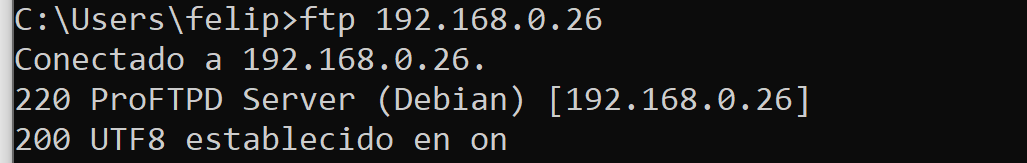 C:\Users\felip>ftp 192.168.0.26
Conectado a 192.168.0.26.
220 ProFTPD Server (Debian) [192.168.0.26]
200 UTF8 establecido en on